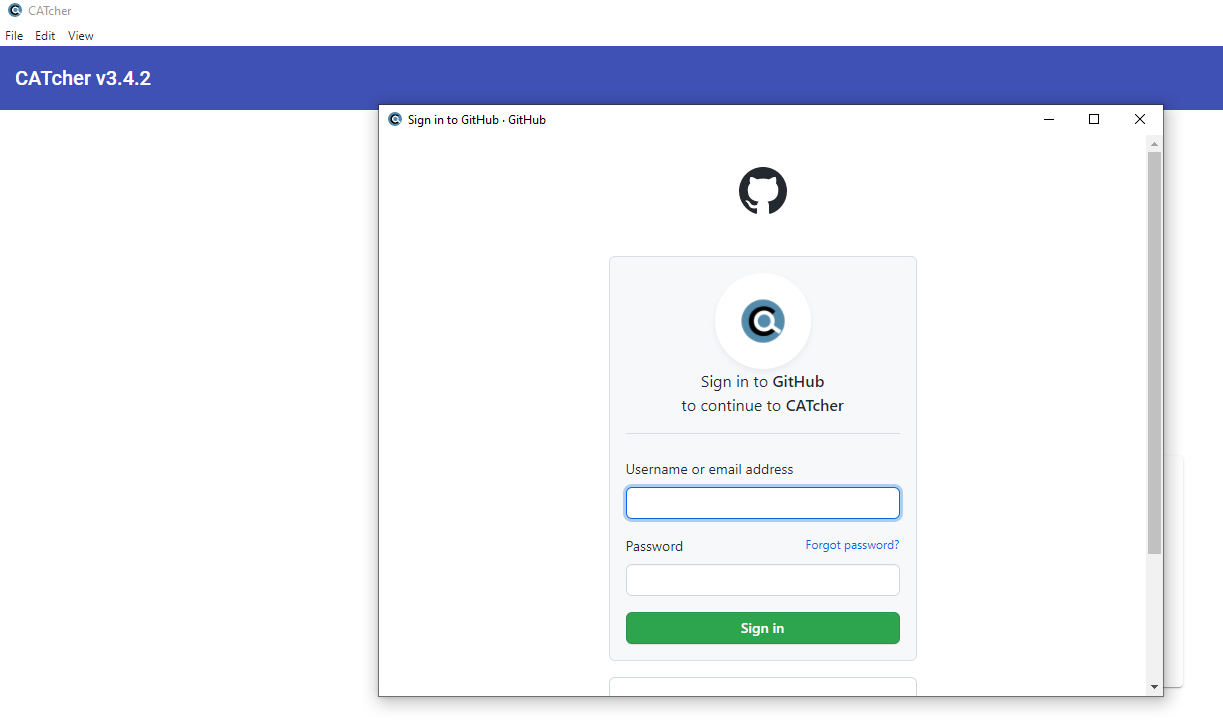 CATcher
File Edit View
CATcher v3.4.2
Sign in to GitHub · GitHub
Sign in to GitHub
to continue to CATcher
Username or email address
Password Forgot password?
Sign in